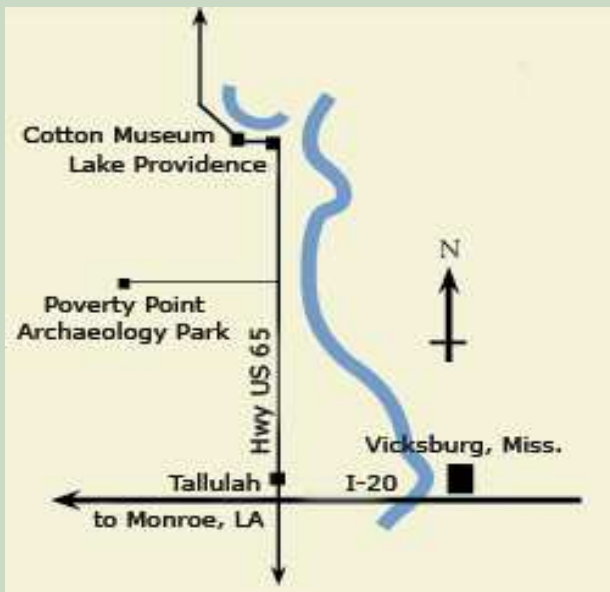 Cotton Museum
Lake Providence
N
Poverty Point
Archaeology Park
Hwy US 65
Vicksburg, Miss.
Tallulah
I-20
to Monroe, LA